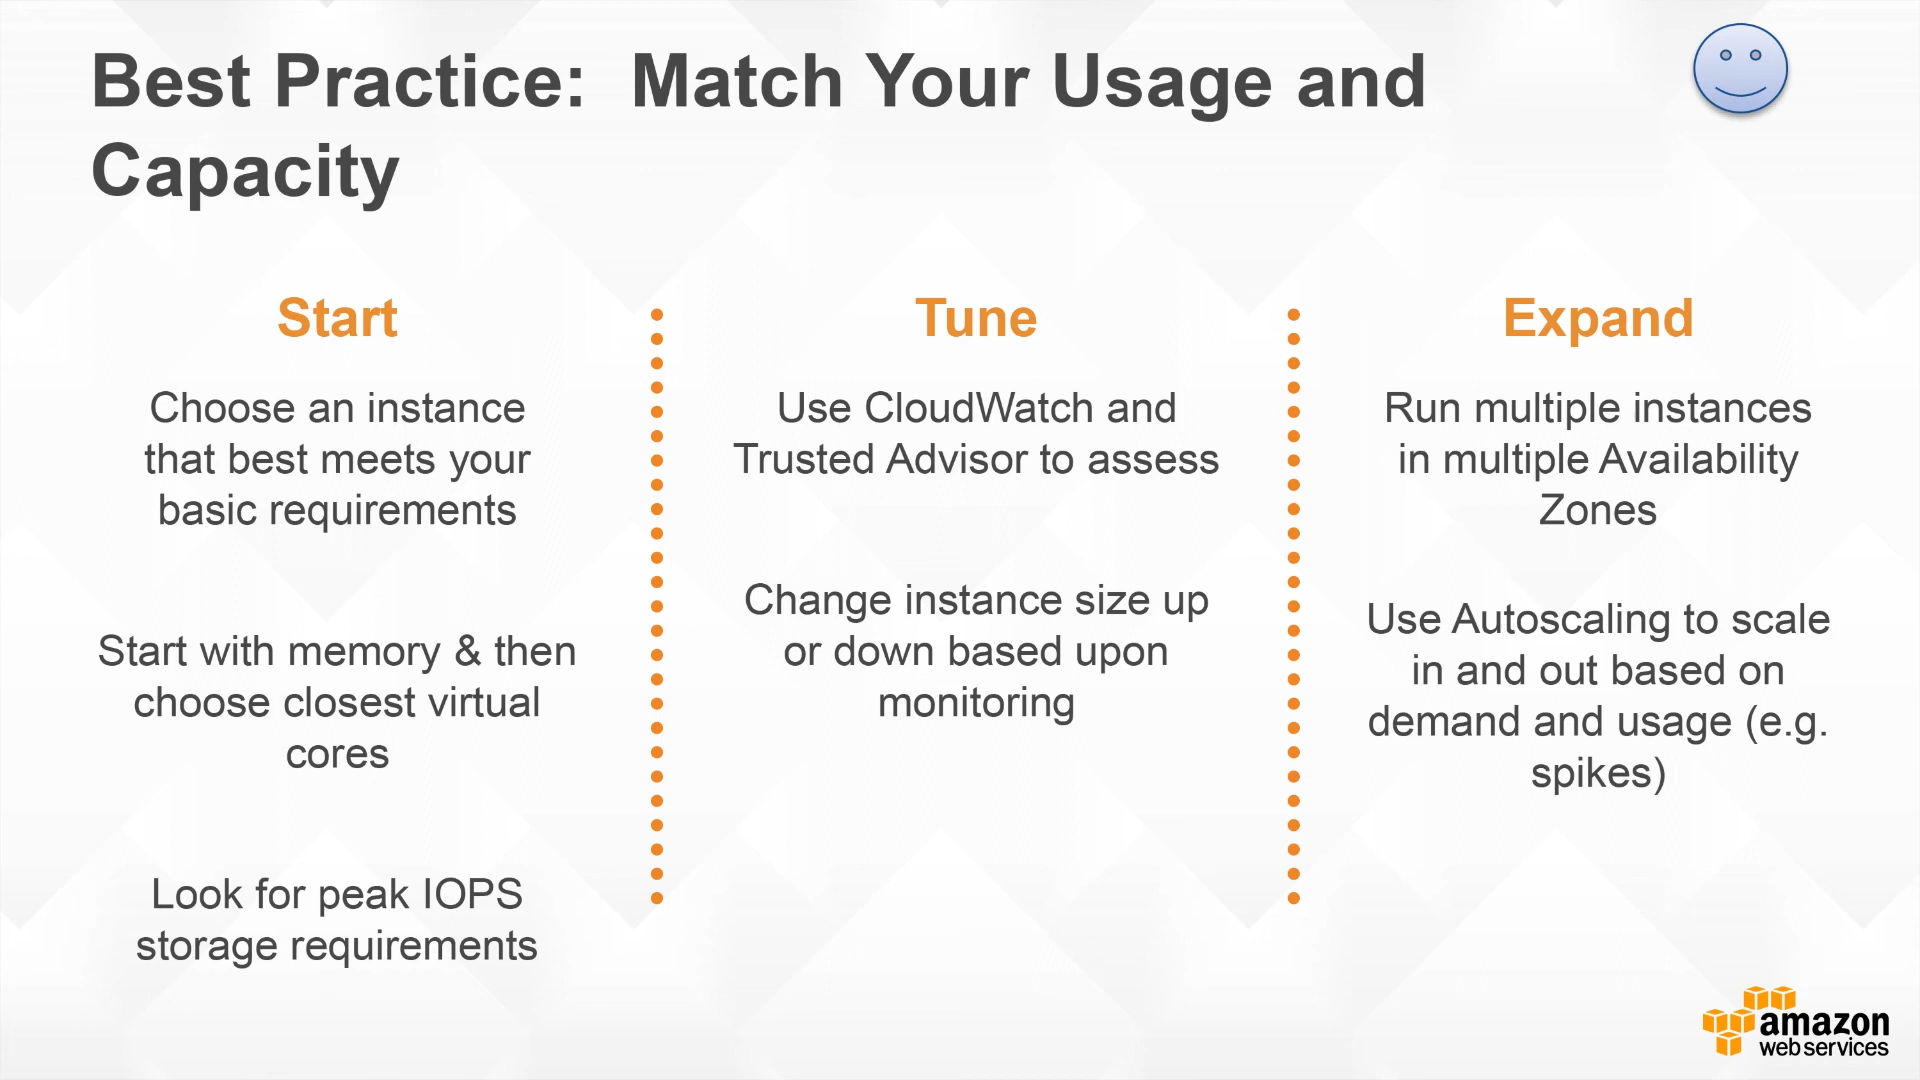 Best Practice:  Match Your Usage and
Capacity
Start
Choose an instance
that best meets your
basic requirements
Start with memory & then
choose closest virtual
cores
Look for peak IOPS
storage requirements
Tune
Use CloudWatch and
Trusted Advisor to assess
Change instance size up
or down based upon
monitoring
Expand
Run multiple instances
in multiple Availability
Zones
Use Autoscaling to scale
in and out based on
demand and usage (e.g.
spikes)
amazon
web services